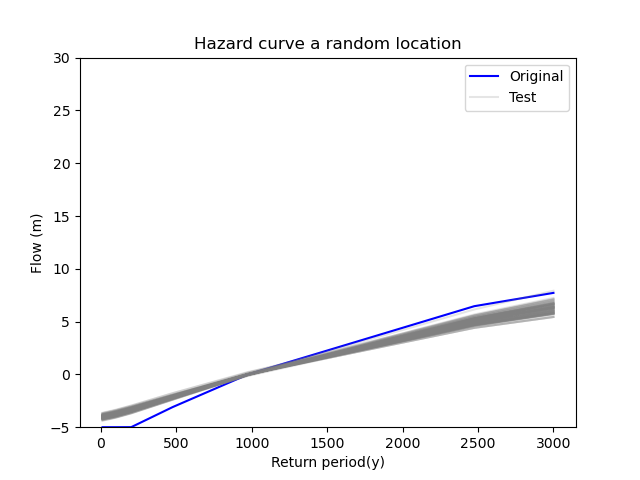 Hazard curve a random location
Original
Test
30
25
20
15
10
5
0
−5
Flow (m)
0 500 1000 1500 2000 2500 3000
Return period(y)